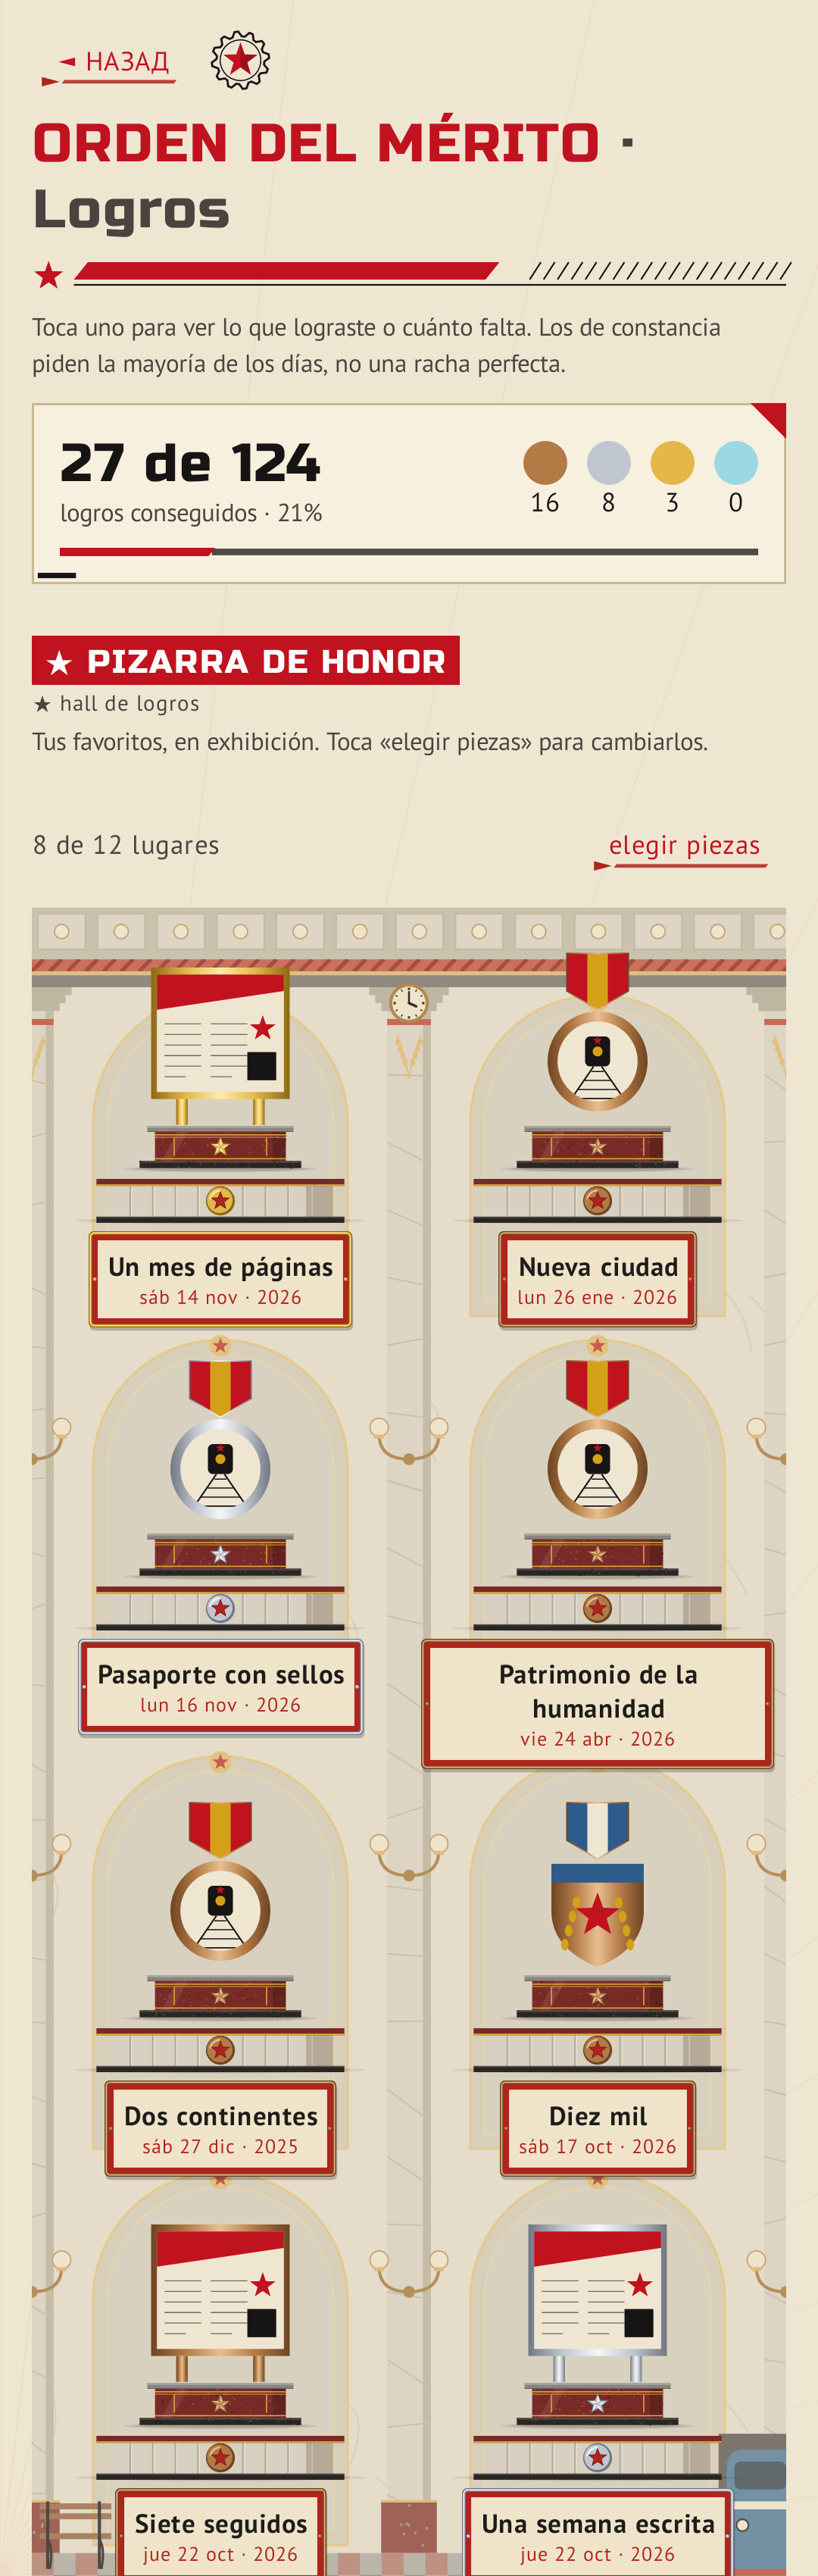 НАЗАД
ORDEN DEL MÉRITO ·
Logros
Toca uno para ver lo que lograste o cuánto falta. Los de constancia
piden la mayoría de los días, no una racha perfecta.
27 de 124
logros conseguidos · 21%
16 8 3 0
★ PIZARRA DE HONOR
★ hall de logros
Tus favoritos, en exhibición. Toca «elegir piezas» para cambiarlos.
8 de 12 lugares
elegir piezas
Un mes de páginas
sáb 14 nov · 2026
Nueva ciudad
lun 26 ene · 2026
Pasaporte con sellos
lun 16 nov · 2026
Patrimonio de la
humanidad
vie 24 abr · 2026
Dos continentes
sáb 27 dic · 2025
Diez mil
sáb 17 oct · 2026
Siete seguidos
jue 22 oct · 2026
Una semana escrita
jue 22 oct · 2026